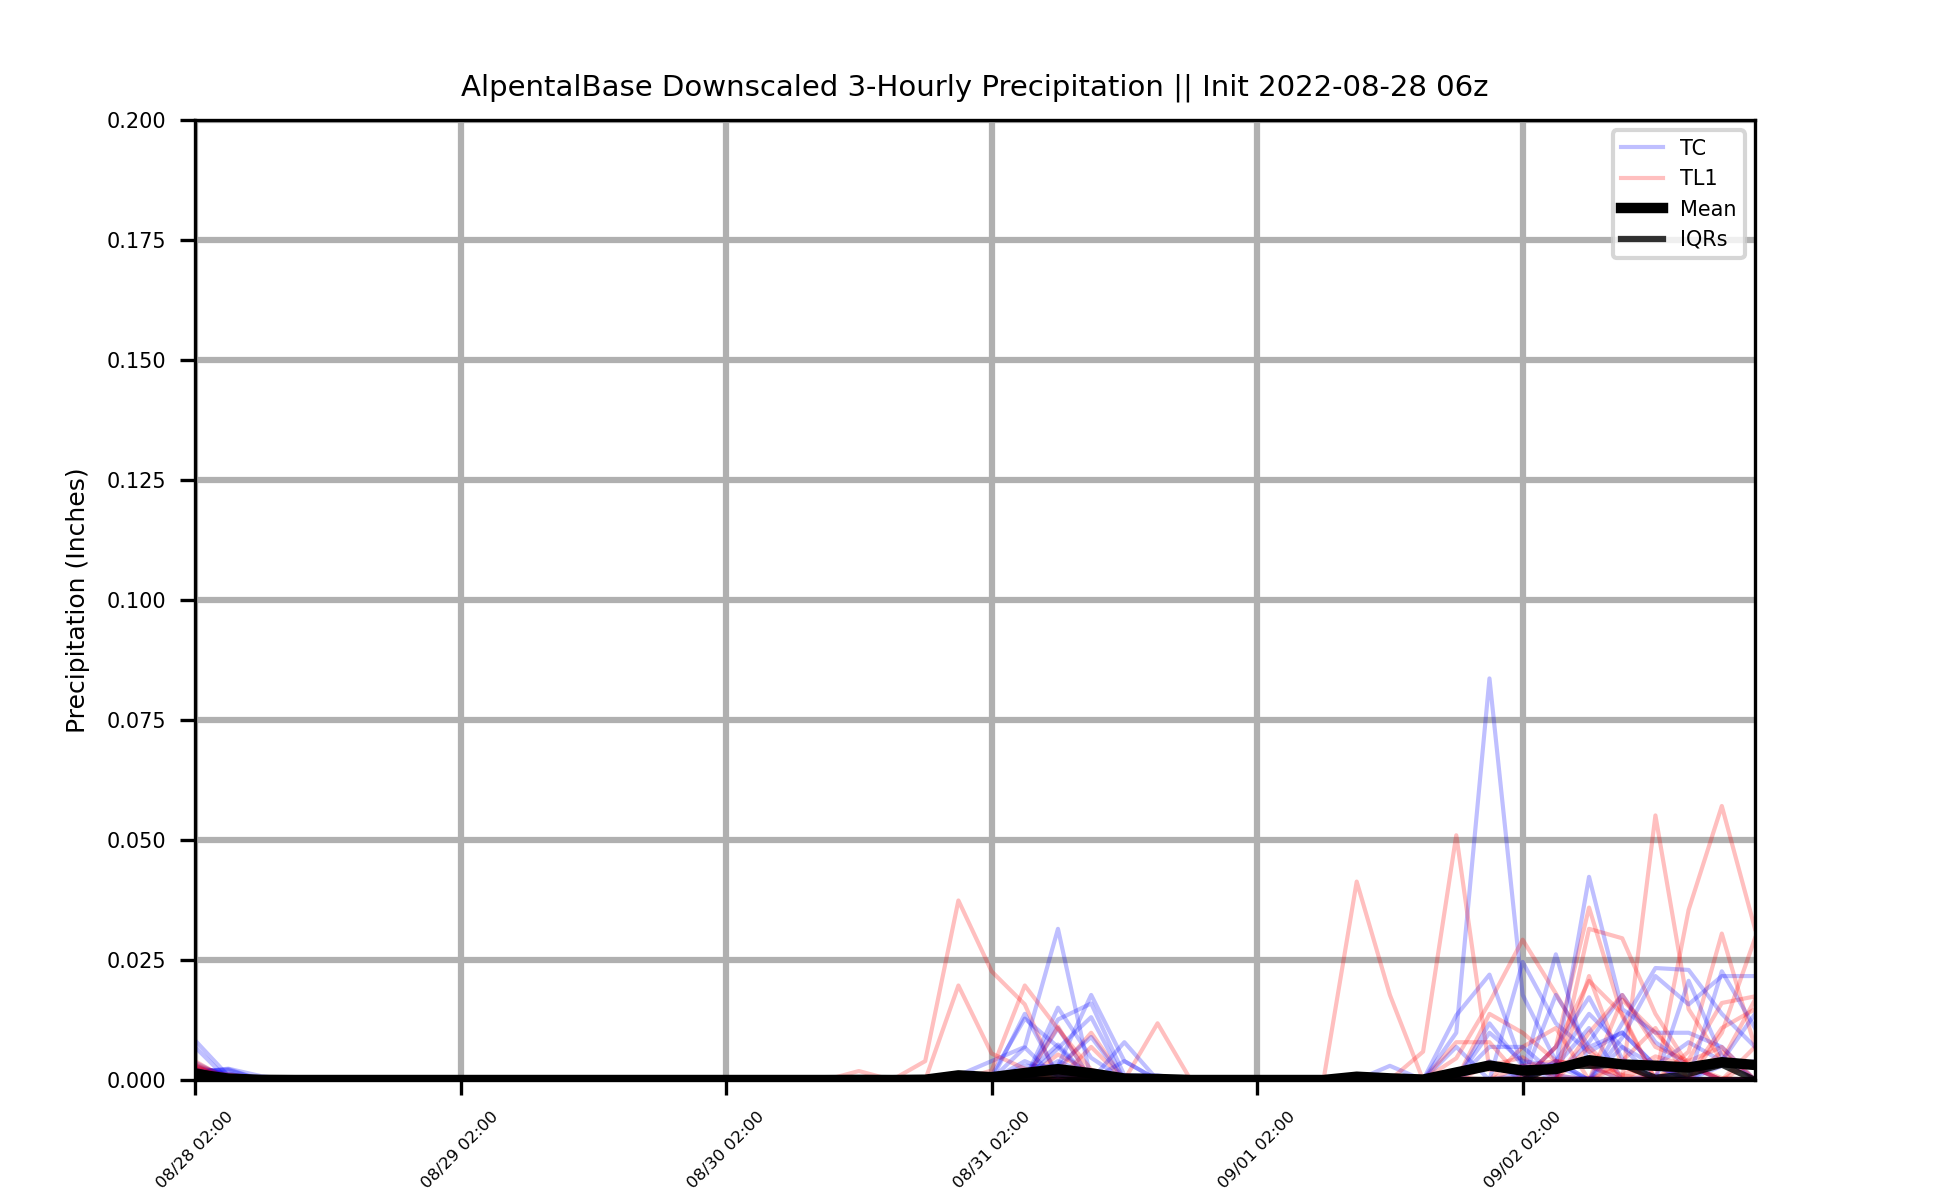 AlpentalBase Downscaled 3-Hourly Precipitation || Init 2022-08-28 06z
TC
TL1
Mean
IQRs
Precipitation (Inches)
0.200
0.175
0.150
0.125
0.100
0.075
0.050
0.025
0.000
08/28 02:00
08/29 02:00
08/30 02:00
08/31 02:00
09/01 02:00
09/02 02:00